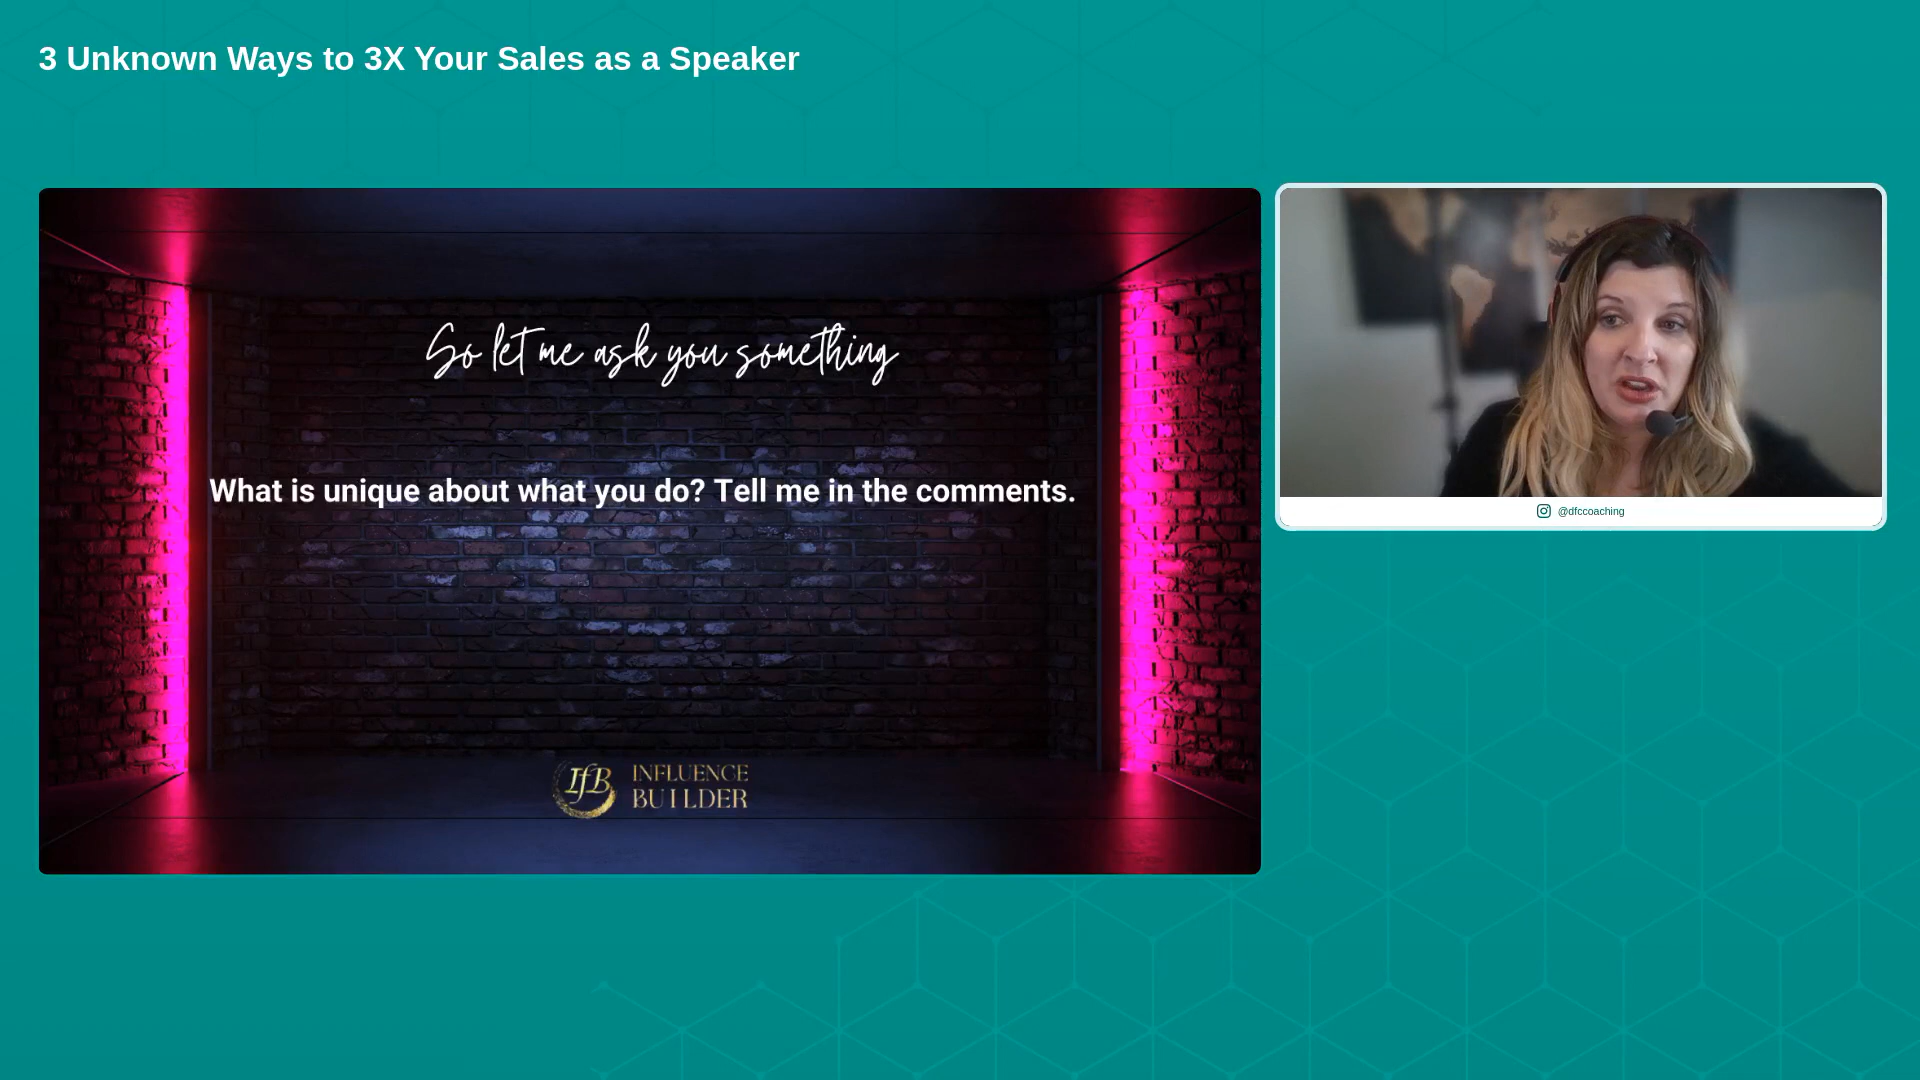 3 Unknown Ways to 3X Your Sales as a Speaker
So let me ask you something
What is unique about what you do? Tell me in the comments.
IfB
INFLUENCE
BUILDER
@dfccoaching